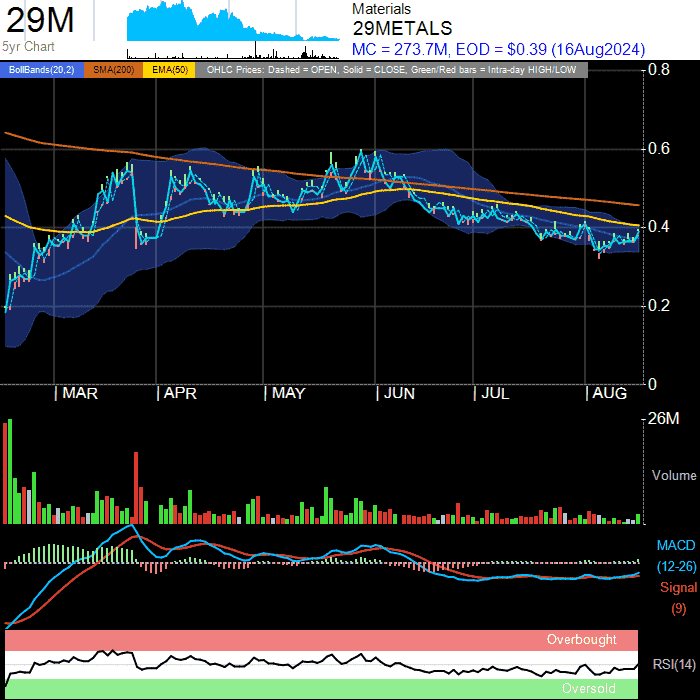 29M
5yr Chart
Materials
29METALS
MC = 273.7M, EOD = $0.39 (16Aug2024)
BollBands(20,2) SMA(200) EMA(50) OHLC Prices: Dashed = OPEN, Solid = CLOSE, Green/Red bars = Intra-day HIGH/LOW
0.8
0.6
0.4
0.2
0
MAR APR MAY JUN JUL AUG
26M
Volume
MACD
(12-26)
Signal
(9)
Overbought
RSI(14)
Oversold